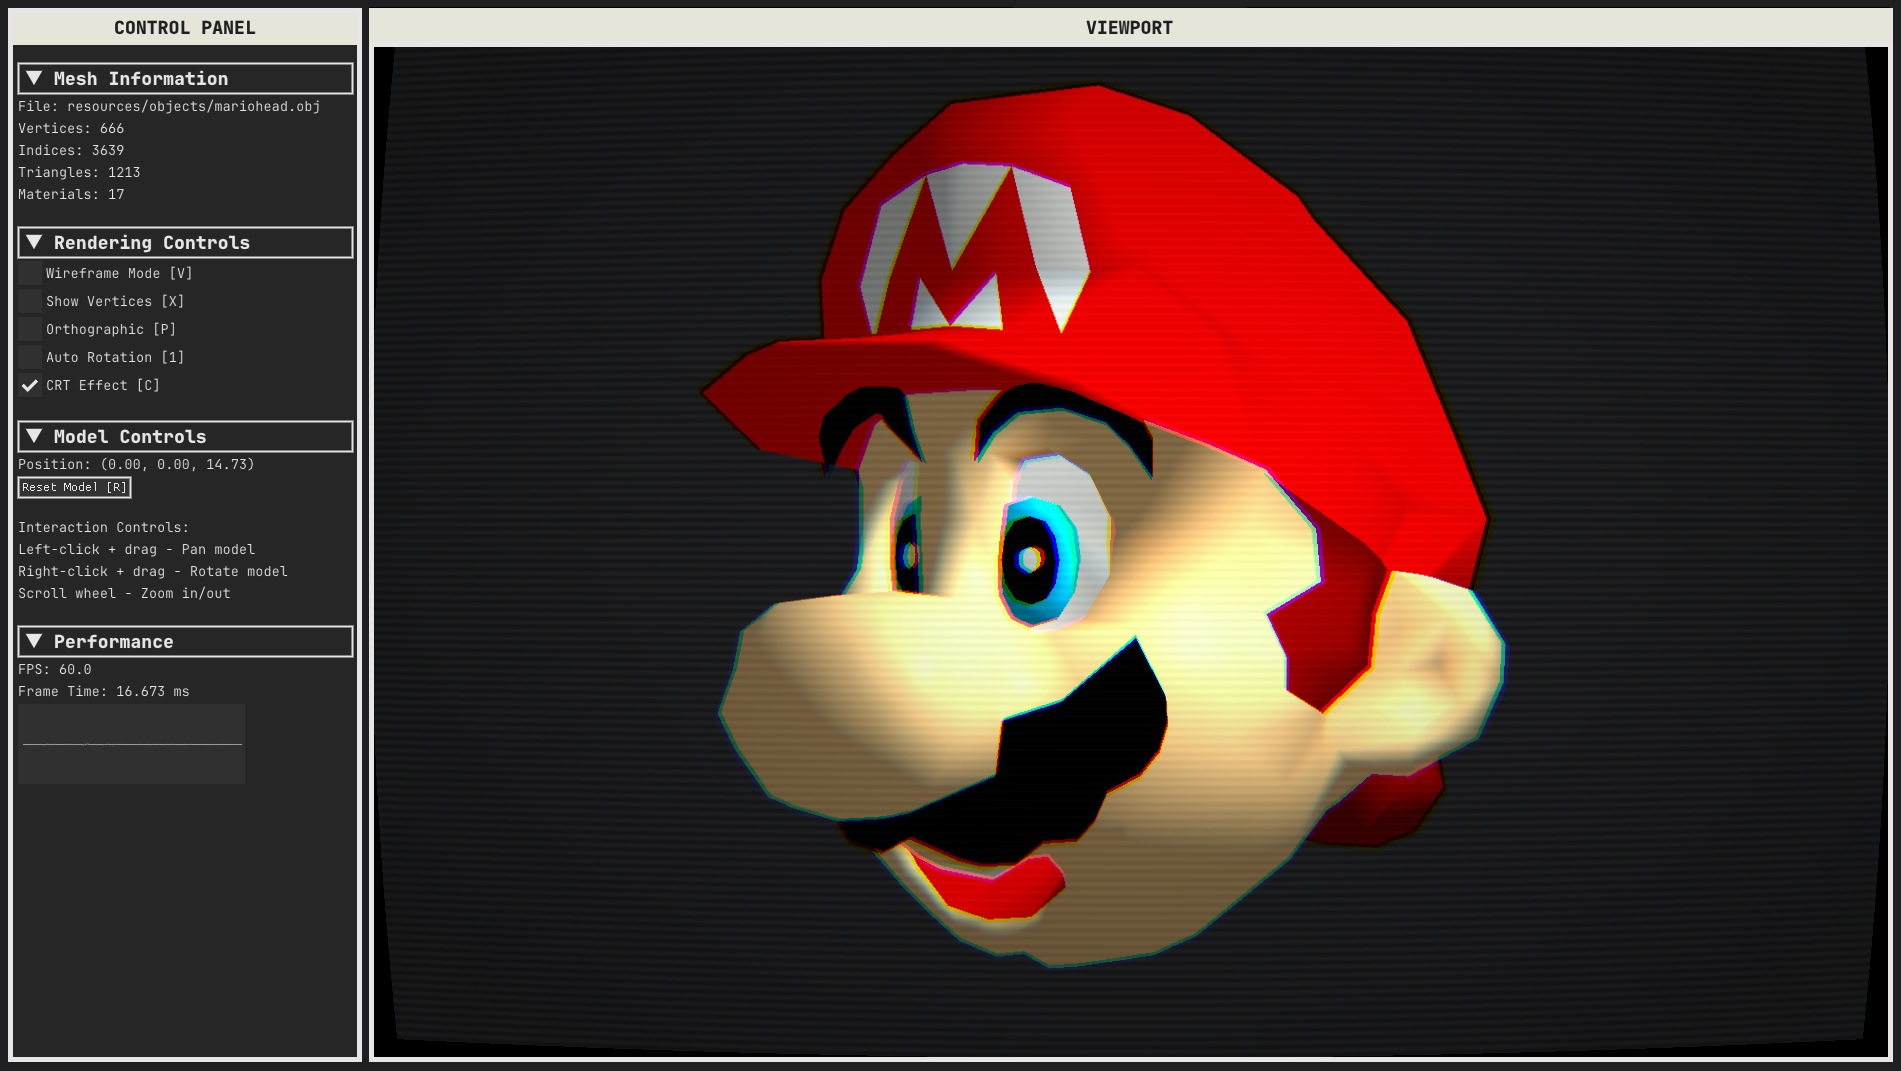 CONTROL PANEL
Mesh Information
File: resources/objects/mariohead.obj
Vertices: 666
Indices: 3639
Triangles: 1213
Materials: 17
Rendering Controls
Wireframe Mode [V]
Show Vertices [X]
Orthographic [P]
Auto Rotation [1]
CRT Effect [C]
Model Controls
Position: (0.00, 0.00, 14.73)
Reset Model [R]
Interaction Controls:
Left-click + drag - Pan model
Right-click + drag - Rotate model
Scroll wheel - Zoom in/out
Performance
FPS: 60.0
Frame Time: 16.673 ms
VIEWPORT
M